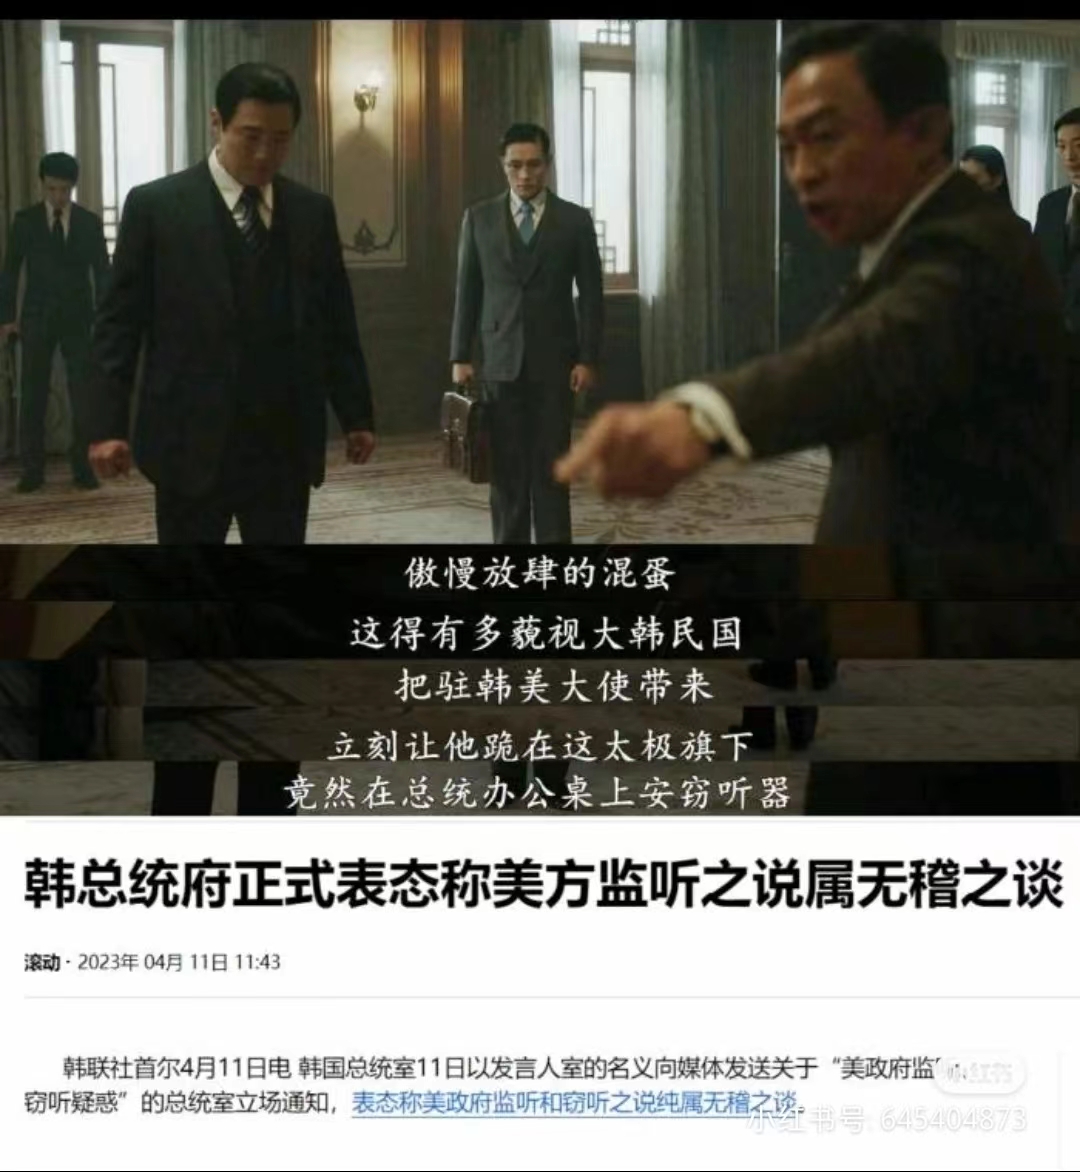 傲慢放肆的混蛋
这得有多藐视大韩民国
把驻韩美大使带来
立刻让他跪在这太极旗下
竟然在总统办公桌上安窃听器
韩总统府正式表态称美方监听之说属无稽之谈
滚动 · 2023年 04月 11日 11:43
韩联社首尔4月11日电 韩国总统室11日以发言人室的名义向媒体发送关于“美政府监
窃听疑惑”的总统室立场通知，表态称美政府监听和窃听之说纯属无稽之谈。
小红书
小红书号: 645404873